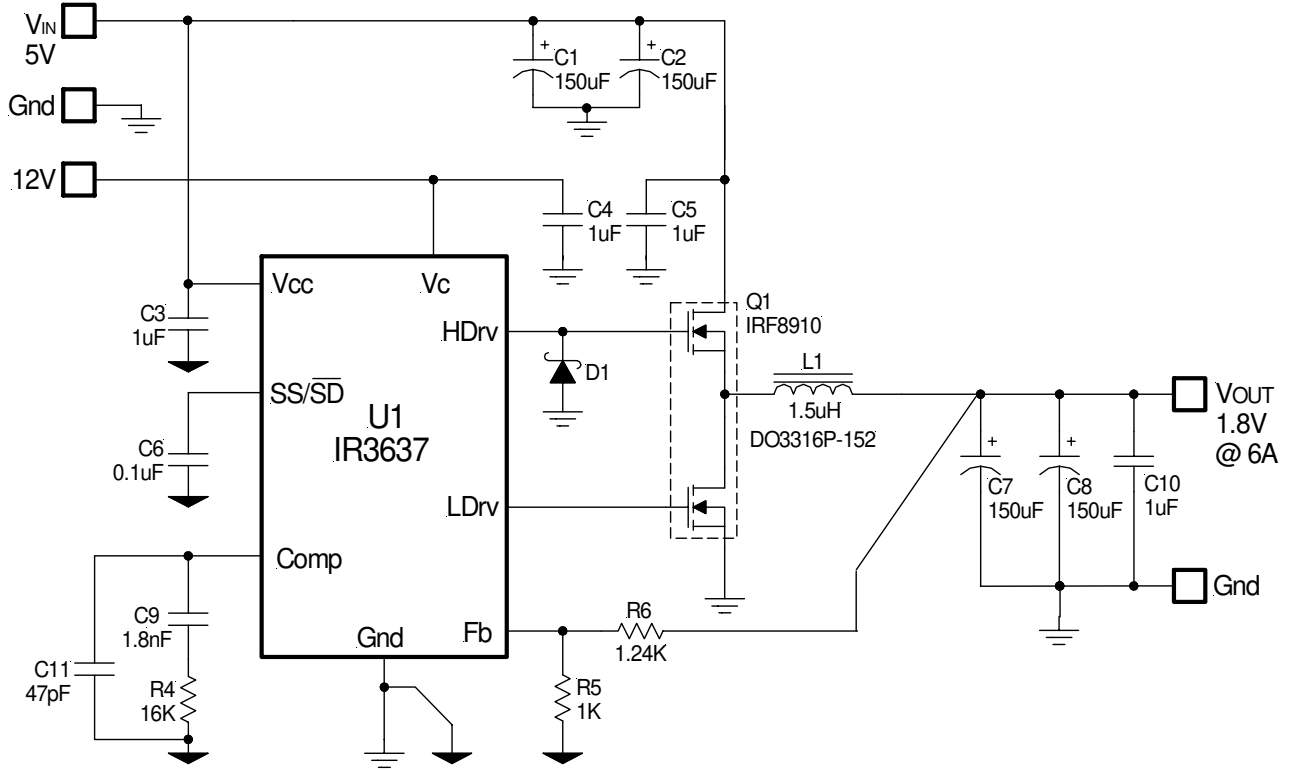 VIN
5V
Gnd
12V
C1
150uF
C2
150uF
C4
1uF
C5
1uF
C3
1uF
C6
0.1uF
C9
1.8nF
C11
47pF
R4
16K
Vcc
Vc
HDrv
SS/SD
U1
IR3637
LDrv
Comp
Gnd
Fb
D1
Q1
IRF8910
L1
1.5uH
DO3316P-152
R6
1.24K
R5
1K
C7
150uF
C8
150uF
C10
1uF
VOUT
1.8V
@ 6A
Gnd